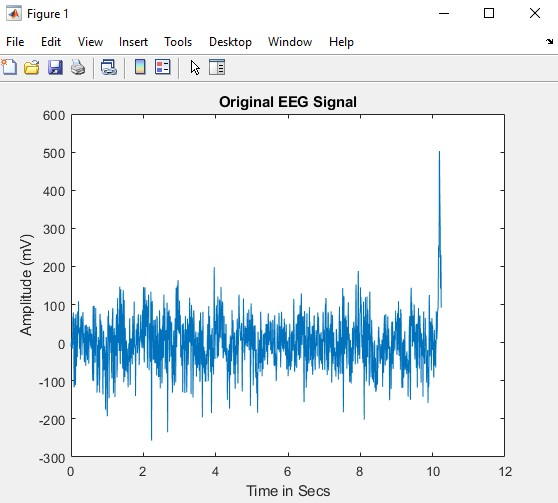 Figure 1
File Edit View Insert Tools Desktop Window Help
Original EEG Signal
600
500
400
300
200
100
0
-100
-200
-300
Amplitude (mV)
0 2 4 6 8 10 12
Time in Secs